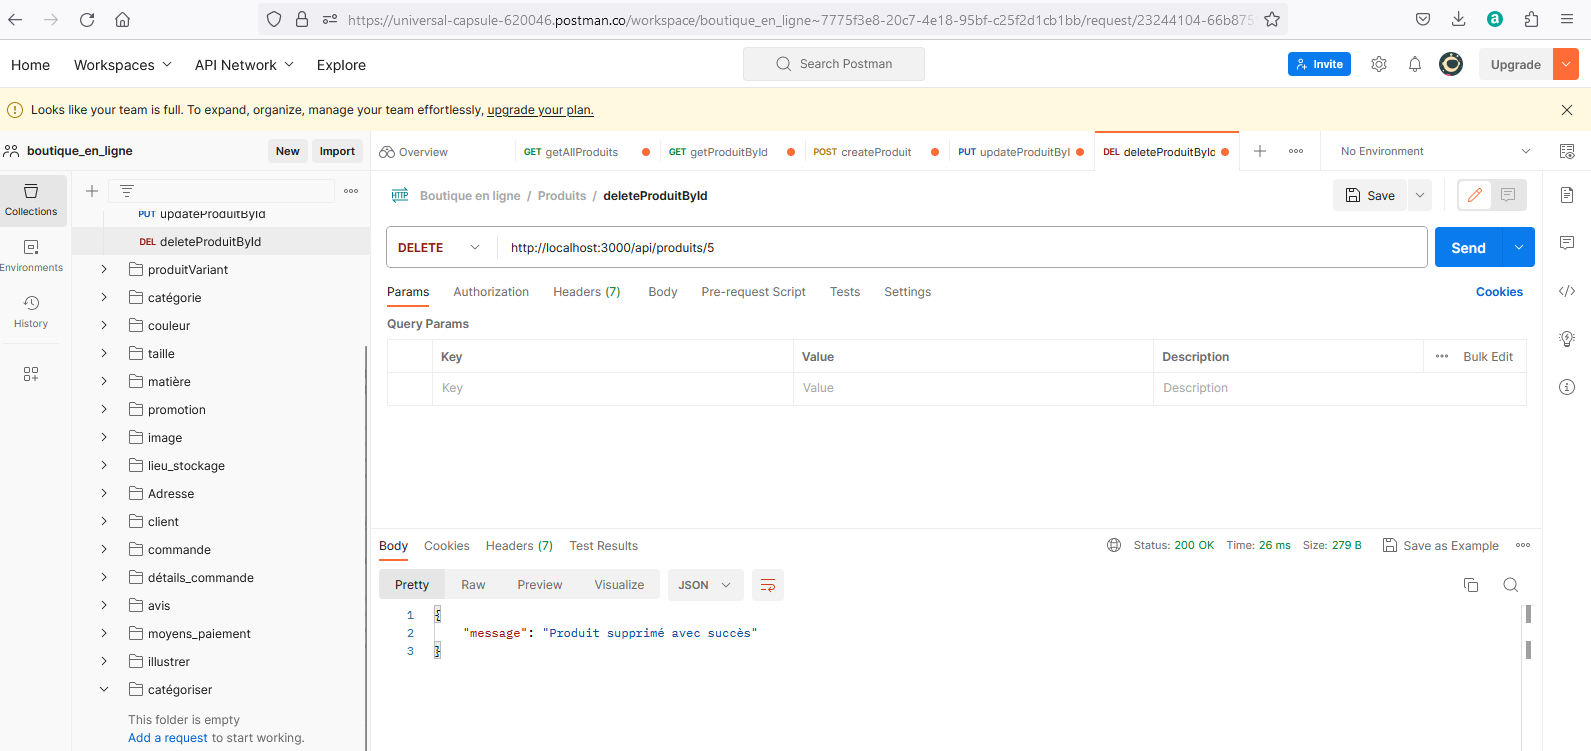 https://universal-capsule-620046.postman.co/workspace/boutique_en_ligne~7775f3e8-20c7-4e18-95bf-c25f2d1cb1bb/request/23244104-66b875
Home Workspaces API Network Explore Search Postman Invite Upgrade
Looks like your team is full. To expand, organize, manage your team effortlessly, upgrade your plan.
boutique_en_ligne New Import
Overview GET getAllProduits GET getProduitById POST createProduit PUT updateProduitByI DEL deleteProduitById No Environment
Collections
Environments
History
PUT updateProduitById
DEL deleteProduitById
produitVariant
catégorie
couleur
taille
matière
promotion
image
lieu_stockage
Adresse
client
commande
détails_commande
avis
moyens_paiement
illustrer
catégoriser
This folder is empty
Add a request to start working.
HTTP Boutique en ligne / Produits / deleteProduitById Save
DELETE http://localhost:3000/api/produits/5 Send
Params Authorization Headers (7) Body Pre-request Script Tests Settings Cookies
Query Params
Key Value Description Bulk Edit
Key Value Description
Body Cookies Headers (7) Test Results Status: 200 OK Time: 26 ms Size: 279 B Save as Example
Pretty Raw Preview Visualize JSON
1 {
2 "message": "Produit supprimé avec succès"
3 }